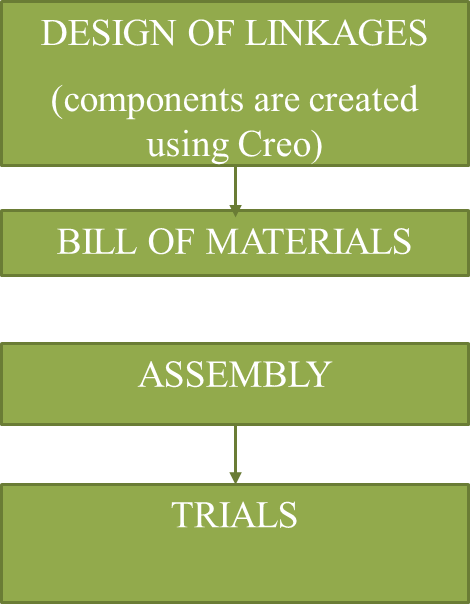 DESIGN OF LINKAGES
(components are created
using Creo)
BILL OF MATERIALS
ASSEMBLY
TRIALS